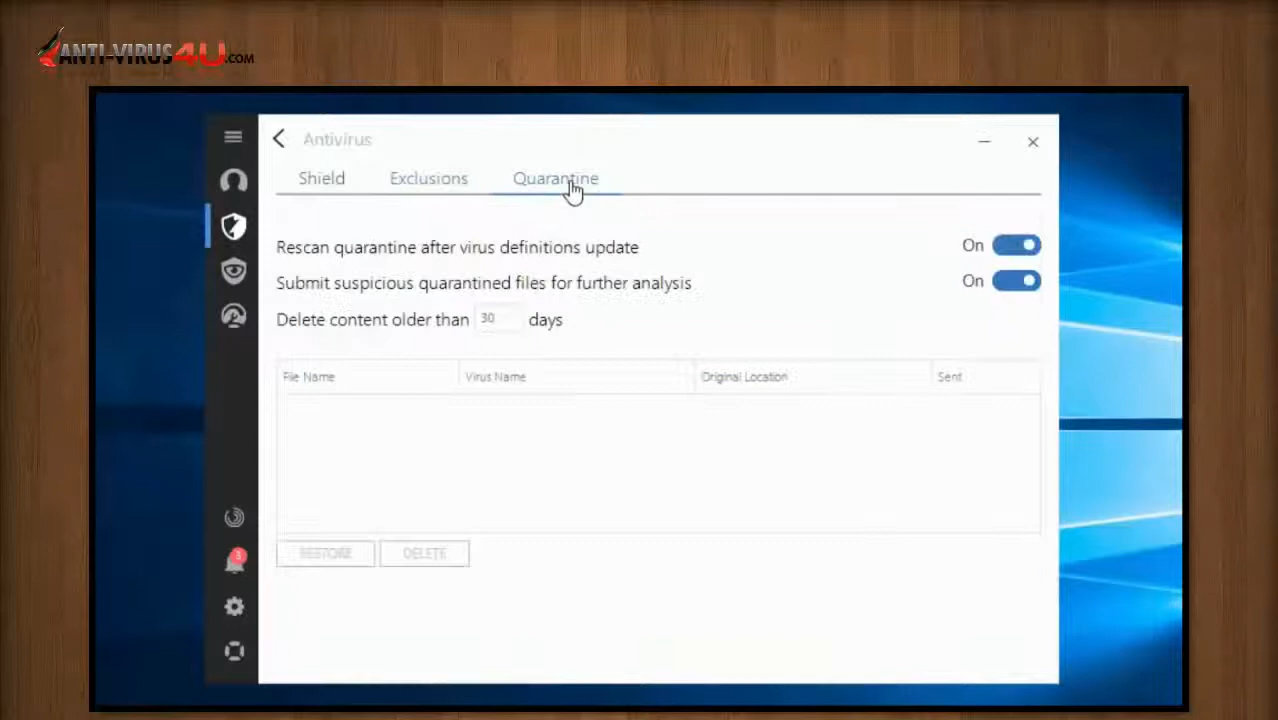 ANTI-VIRUS4U.COM
Antivirus
Shield Exclusions Quarantine
Rescan quarantine after virus definitions update On
Submit suspicious quarantined files for further analysis On
Delete content older than 30 days
File Name Virus Name Original Location Sent
RESTORE DELETE
3